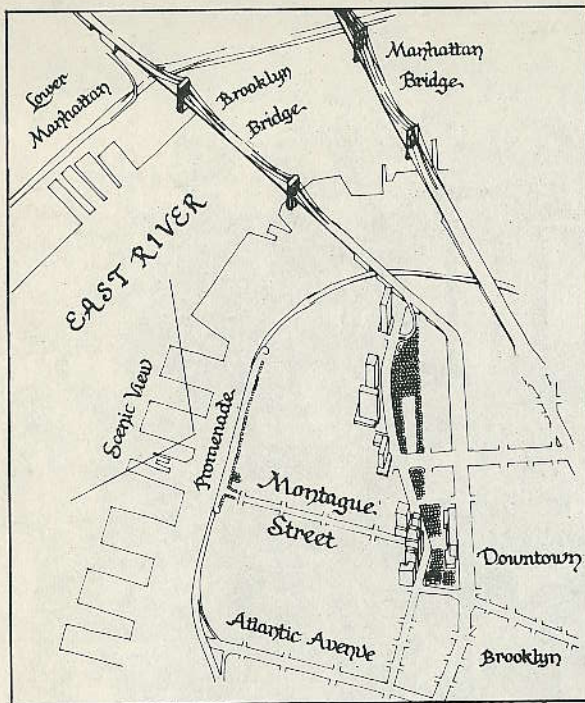 Lower
Manhattan
Brooklyn
Bridge
Manhattan
Bridge
EAST RIVER
Scenic View
Promenade
Montague
Street
Downtown
Brooklyn
Atlantic Avenue